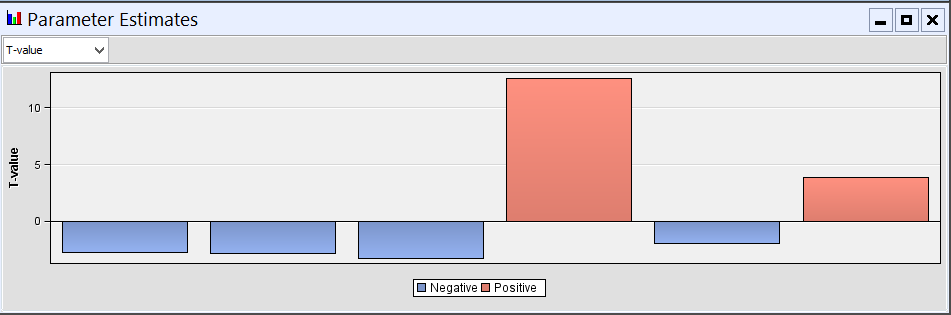 Parameter Estimates
T-value
10
5
0
T-value
Negative Positive